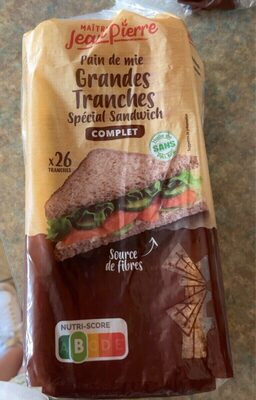 MAÎTRE
Jean Pierre
Pain de mie
Grandes
Tranches
Spécial Sandwich
COMPLET
x26
TRANCHES
SANS
Source
de fibres
NUTRI-SCORE
A B C D E